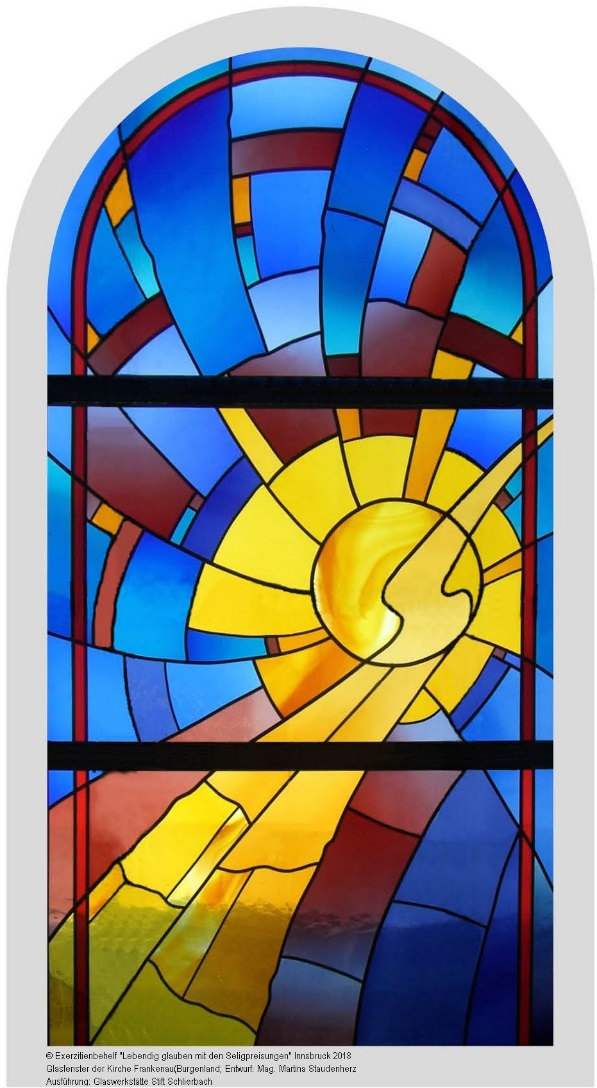 © Exerzitienbehelf "Lebendig glauben mit den Seligpreisungen" Innsbruck 2018
Glasfenster der Kirche Frankenau(Burgenland; Entwurf: Mag. Martina Staudenherz
Ausführung: Glaswerkstätte Stift Schlierbach